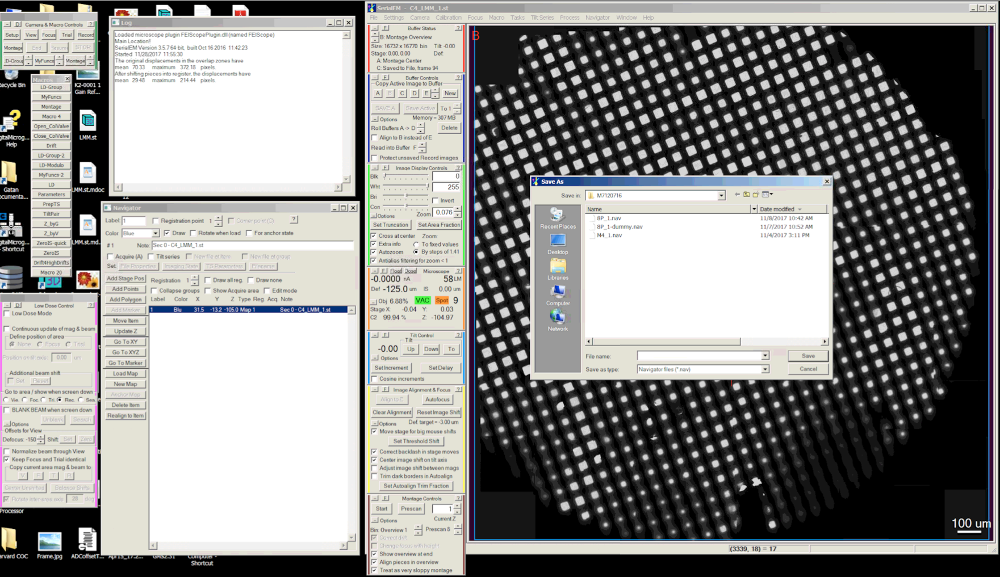 Camera & Macro Controls
Setup View Focus Trial Record
Montage End Resume STOP
MyFuncs Montage
Recycle Bin
K2-0001 1
Gain Ref...
Help
LMM.st
Gatan
LMM.st.mdoc
- Shortcut
LMM.st.md...
Macros
LD-Group
MyFuncs
Montage
Macro 4
Open_ColValve
Close_ColValve
Drift
LD-Group-2
LD-Modulo
MyFuncs-2
LD
Parameters
PrepTS
TiltPair
Z_byG
Z_byV
ZeroIS-quick
ZeroIS
Drift4HighDrifts
Macro 20
Low Dose Control
Low Dose Mode
Continuous update of mag & beam
Define position of area
None Focus Trial
Position on tilt axis: 0.00 um
Additional beam shift
Set Reset
Go to area / show when screen down
Vie. Foc. Tri. Rec. Sea.
BLANK BEAM when screen down
Options Unblank Search
Offsets for View
Defocus: -150 Shift: Set Zero
Normalize beam through View
Keep Focus and Trial identical
Copy current area mag & beam to
V F T R
Center Unshifted Balance Shifts
Rotate inter-area axis 28 deg
Processor
Harvard COC
Frame.jpg
ADCoffsetT...
Apr15_17.2...
GMS2.31
Computer -
Shortcut
Log
Loaded microscope plugin FEIScopePlugin.dll (named FEIScope)
Main Location!!
SerialEM Version 3.5.7 64-bit, built Oct 16 2016 11:42:23
Started 11/28/2017 11:55:30
The original displacements in the overlap zones have
mean 70.33 maximum 372.18 pixels.
After shifting pieces into register, the displacements have
mean 29.48 maximum 214.44 pixels.
12
Navigator
Label: 1 Registration point 1 Corner point (C) ?
Color Blue Draw Rotate when load For anchor state
# 1 Note: Sec 0 - C4_LMM_1.st
Acquire (A) Tilt series New file at item New file at group
Set: File Properties Imaging State TS Parameters Filename
Add Stage Pos Registration 1 Draw all reg. Draw none
Add Points Collapse groups Show Acquire area Edit mode
Add Polygon Label Color X Y Z Type Reg. Acq. Note
Add Marker 1 Blu 31.5 -13.2 -105.0 Map 1 Sec 0 - C4_LMM_1.st
Move Item
Update Z
Go To XY
Go To XYZ
Go To Marker
Load Map
New Map
Anchor Map
Delete Item
Realign to Item
SerialEM - C4_LMM_1.st
File Settings Camera Calibration Focus Macro Tasks Tilt Series Process Navigator Window Help
Buffer Status
B: Montage Overview
Size: 16732 x 16770 bin Tilt: -0.00
Stage: 0.00, 0.00 Def:
A: Montage Center
C: Saved to File, frame 94
Buffer Controls
Copy Active Image to Buffer
A B C D E New
SAVE A Save Active To 1
Options Memory = 307 MB
Roll Buffers A -> D Delete
Align to B instead of E
Read into Buffer F
Protect unsaved Record images
Image Display Controls
Blk 0
Wht 255
Bri Invert
Con Zoom 0.076
Options
Set Truncation Set Area Fraction
Cross at center Zoom:
Extra info To fixed values
Autozoom By steps of 1.41
Antialias filtering for zoom < 1
Microscope
-0.0000 nA 58 LM
Def -125.0 um IS 0.00 um
Obj 6.88% VAC Spot 9
Stage X: -0.04 Y: 0.03
C2 99.94 % Z: -104.97
Tilt Control
Tilt
-0.00 Up Down To
Options
Set Increment Set Delay
Cosine increments
Image Alignment & Focus
Align to E Autofocus
Clear Alignment Reset Image Shift
Options Def. target = -3.00 um
Move stage for big mouse shifts
Set Threshold Shift
Correct backlash in stage moves
Center image shift on tilt axis
Adjust image shift between mags
Trim dark borders in Autoalign
Set Autoalign Trim Fraction
Montage Controls
Start Prescan 1
Options Current Z
Bin: Overview 1 Prescan 8
Correct drift
Change focus with height
Show overview at end
Align pieces in overview
Treat as very sloppy montage
B
Save As
Save in: M7120716
Name Date modified
8P_1.nav 11/8/2017 10:42 AM
8P_1-dummy.nav 11/7/2017 10:52 AM
M4_1.nav 11/4/2017 3:11 PM
Recent Places
Desktop
Libraries
Computer
Network
File name: Save
Save as type: Navigator files (*.nav) Cancel
100 um
(3339, 18) = 17